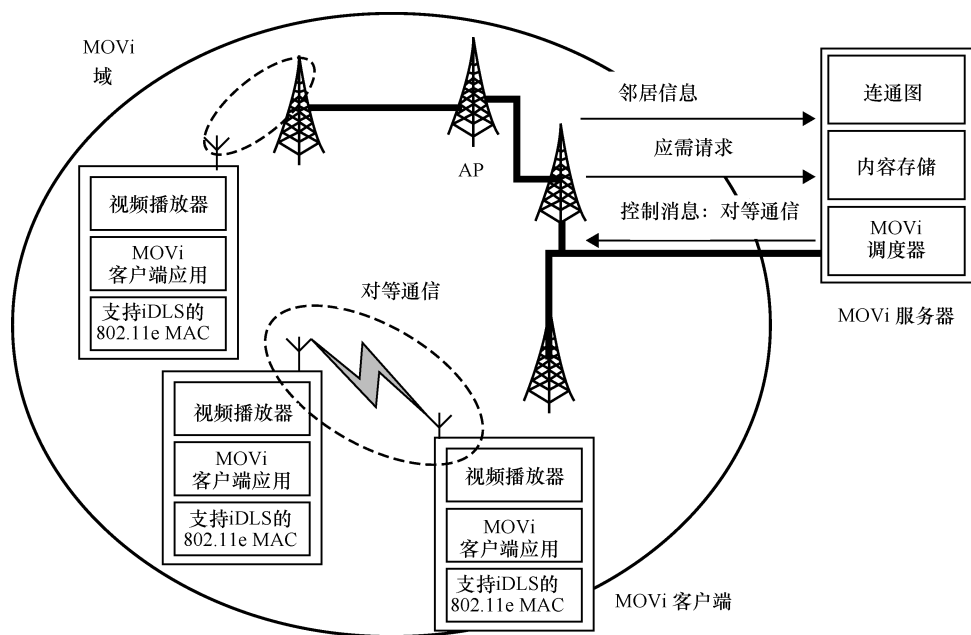 MOVi
域
邻居信息
连通图
应需请求
AP
内容存储
控制消息：对等通信
MOVi
调度器
MOVi 服务器
视频播放器
MOVi
客户端应用
支持iDLS的
802.11e MAC
对等通信
视频播放器
MOVi
客户端应用
支持iDLS的
802.11e MAC
视频播放器
MOVi
客户端应用
支持iDLS的
802.11e MAC
MOVi 客户端